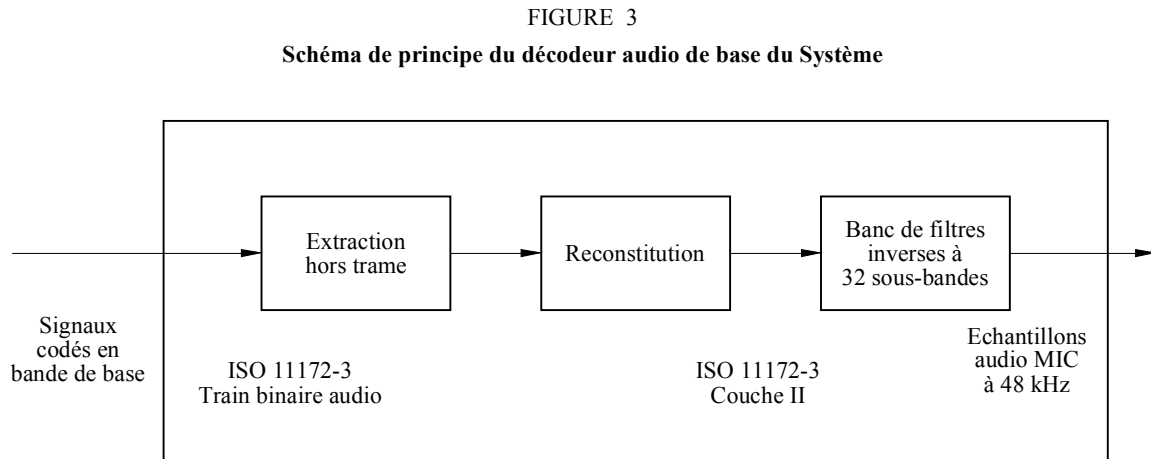 FIGURE 3
Schéma de principe du décodeur audio de base du Système
Extraction
hors trame
Reconstitution
Banc de filtres
inverses à
32 sous-bandes
Signaux
codés en
bande de base
ISO 11172-3
Train binaire audio
ISO 11172-3
Couche II
Echantillons
audio MIC
à 48 kHz